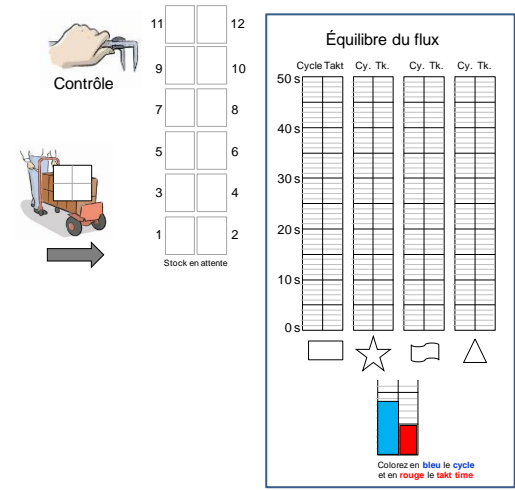 11 12
Contrôle
9 10
7 8
5 6
3 4
1 2
Stock en attente
Équilibre du flux
Cycle Takt Cy. Tk. Cy. Tk. Cy. Tk.
50 s
40 s
30 s
20 s
10 s
0 s
Colorez en bleu le cycle
et en rouge le takt time